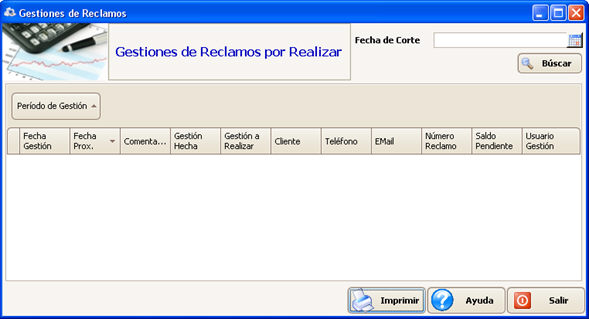 Gestiones de Reclamos
Gestiones de Reclamos por Realizar
Fecha de Corte
Búscar
Período de Gestión
Fecha Gestión
Fecha Prox.
Comenta...
Gestión Hecha
Gestión a Realizar
Cliente
Teléfono
EMail
Número Reclamo
Saldo Pendiente
Usuario Gestión
Imprimir
Ayuda
Salir